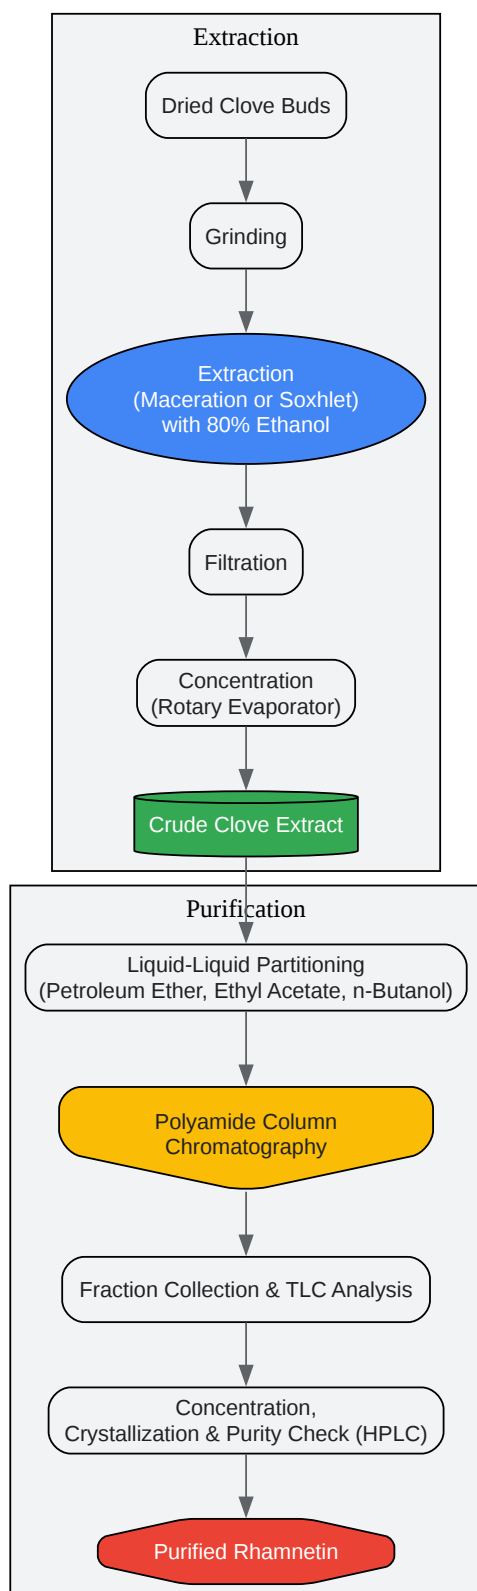 Extraction
Dried Clove Buds
Grinding
Extraction
(Maceration or Soxhlet)
with 80% Ethanol
Filtration
Concentration
(Rotary Evaporator)
Crude Clove Extract
Purification
Liquid-Liquid Partitioning
(Petroleum Ether, Ethyl Acetate, n-Butanol)
Polyamide Column
Chromatography
Fraction Collection & TLC Analysis
Concentration,
Crystallization & Purity Check (HPLC)
Purified Rhamnetin